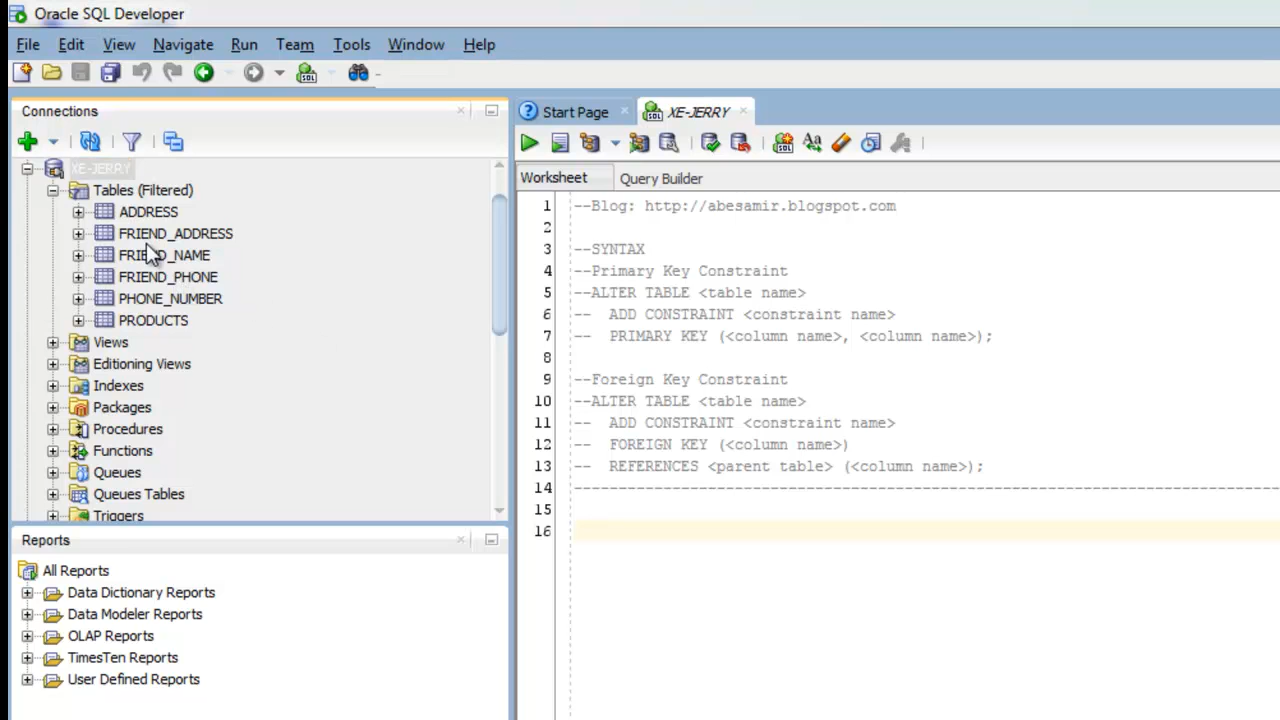 Oracle SQL Developer
File Edit View Navigate Run Team Tools Window Help
Connections
XE-JERRY
Tables (Filtered)
ADDRESS
FRIEND_ADDRESS
FRIEND_NAME
FRIEND_PHONE
PHONE_NUMBER
PRODUCTS
Views
Editioning Views
Indexes
Packages
Procedures
Functions
Queues
Queues Tables
Triggers
Reports
All Reports
Data Dictionary Reports
Data Modeler Reports
OLAP Reports
TimesTen Reports
User Defined Reports
Start Page XE-JERRY
Worksheet Query Builder
1 --Blog: http://abesamir.blogspot.com
2
3 --SYNTAX
4 --Primary Key Constraint
5 --ALTER TABLE <table name>
6 --  ADD CONSTRAINT <constraint name>
7 --  PRIMARY KEY (<column name>, <column name>);
8
9 --Foreign Key Constraint
10 --ALTER TABLE <table name>
11 --  ADD CONSTRAINT <constraint name>
12 --  FOREIGN KEY (<column name>)
13 --  REFERENCES <parent table> (<column name>);
14 --------------------------------------------------------------------------------
15
16